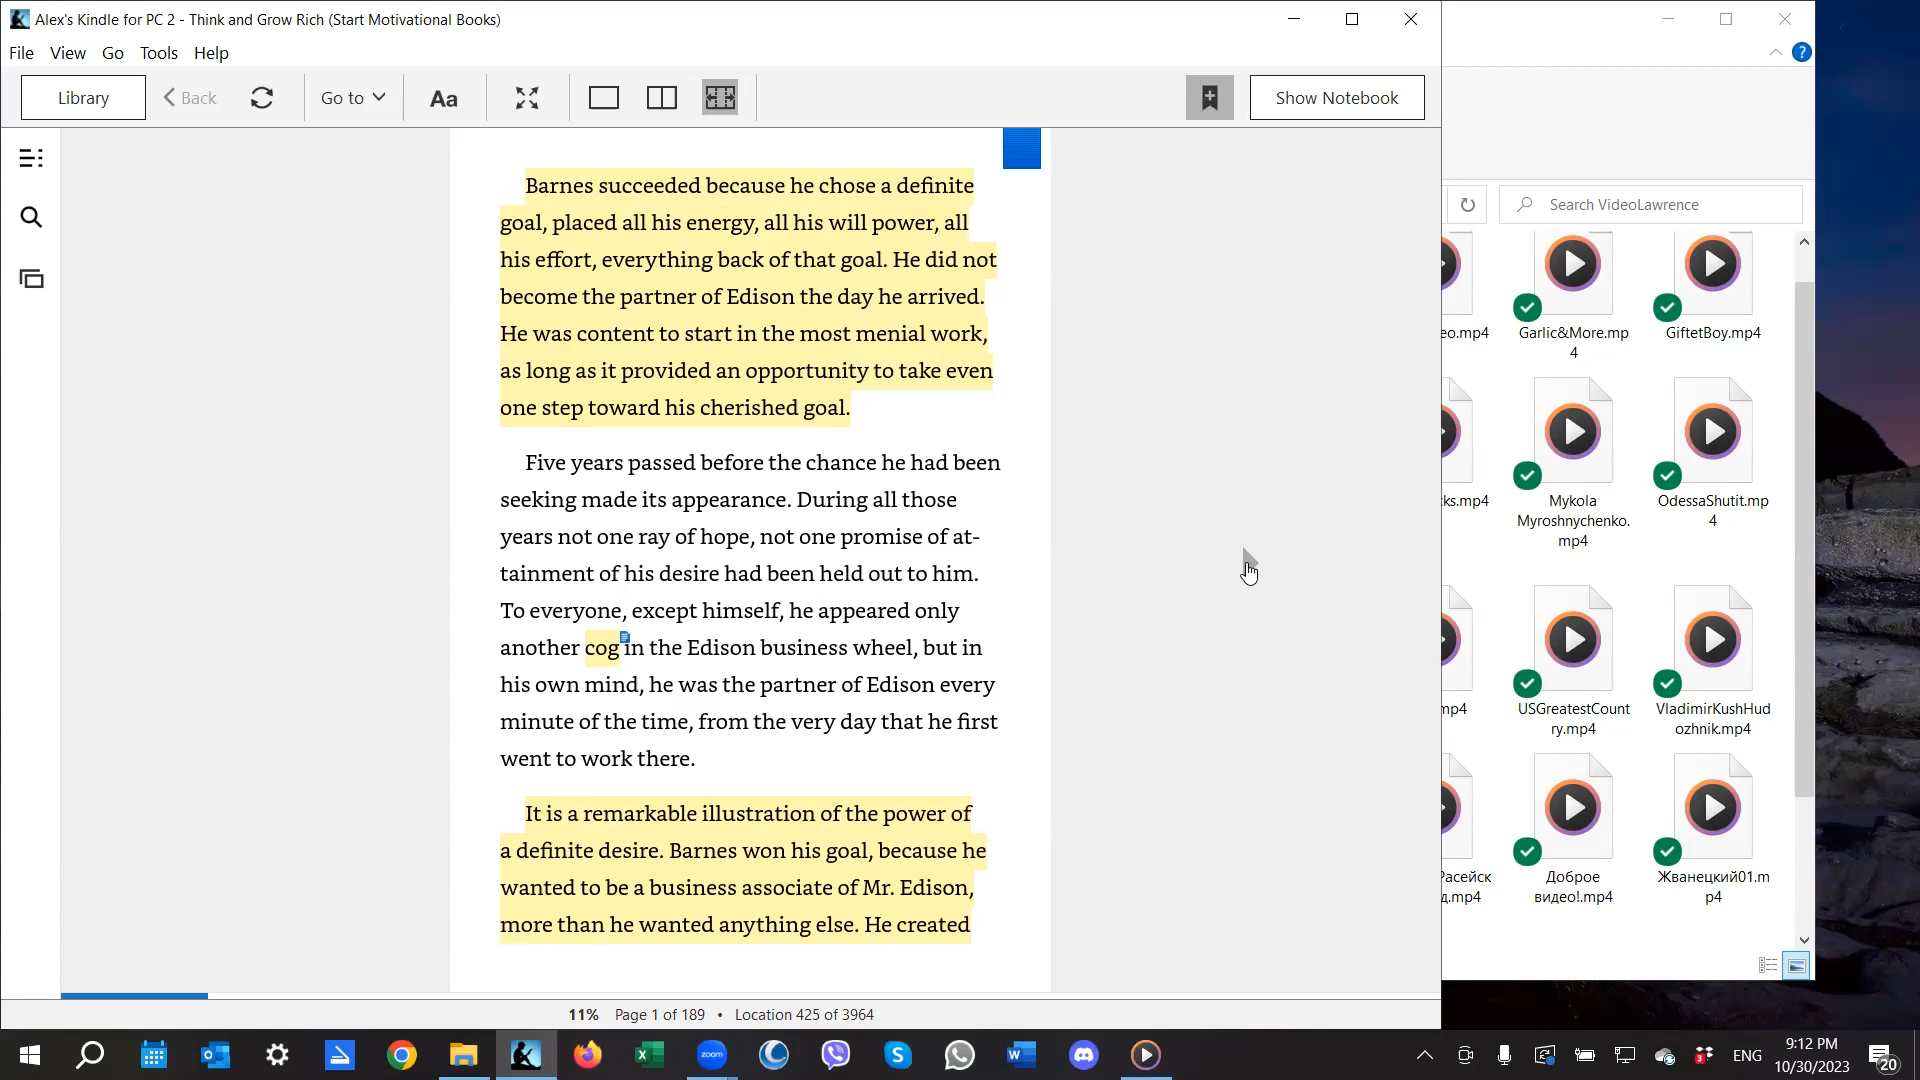 Alex's Kindle for PC 2 - Think and Grow Rich (Start Motivational Books)
File View Go Tools Help
Library
Back
Go to
Aa
Show Notebook
Barnes succeeded because he chose a definite
goal, placed all his energy, all his will power, all
his effort, everything back of that goal. He did not
become the partner of Edison the day he arrived.
He was content to start in the most menial work,
as long as it provided an opportunity to take even
one step toward his cherished goal.
Five years passed before the chance he had been
seeking made its appearance. During all those
years not one ray of hope, not one promise of at-
tainment of his desire had been held out to him.
To everyone, except himself, he appeared only
another cog in the Edison business wheel, but in
his own mind, he was the partner of Edison every
minute of the time, from the very day that he first
went to work there.
It is a remarkable illustration of the power of
a definite desire. Barnes won his goal, because he
wanted to be a business associate of Mr. Edison,
more than he wanted anything else. He created
11% Page 1 of 189 • Location 425 of 3964
?
Search VideoLawrence
eo.mp4
Garlic&More.mp
4
GiftetBoy.mp4
ks.mp4
Mykola
Myroshnychenko.
mp4
OdessaShutit.mp
4
mp4
USGreatestCount
ry.mp4
VladimirKushHud
ozhnik.mp4
Расейск
д.mp4
Доброе
видео!.mp4
Жванецкий01.m
p4
zoom
3
ENG
9:12 PM
10/30/2023
20